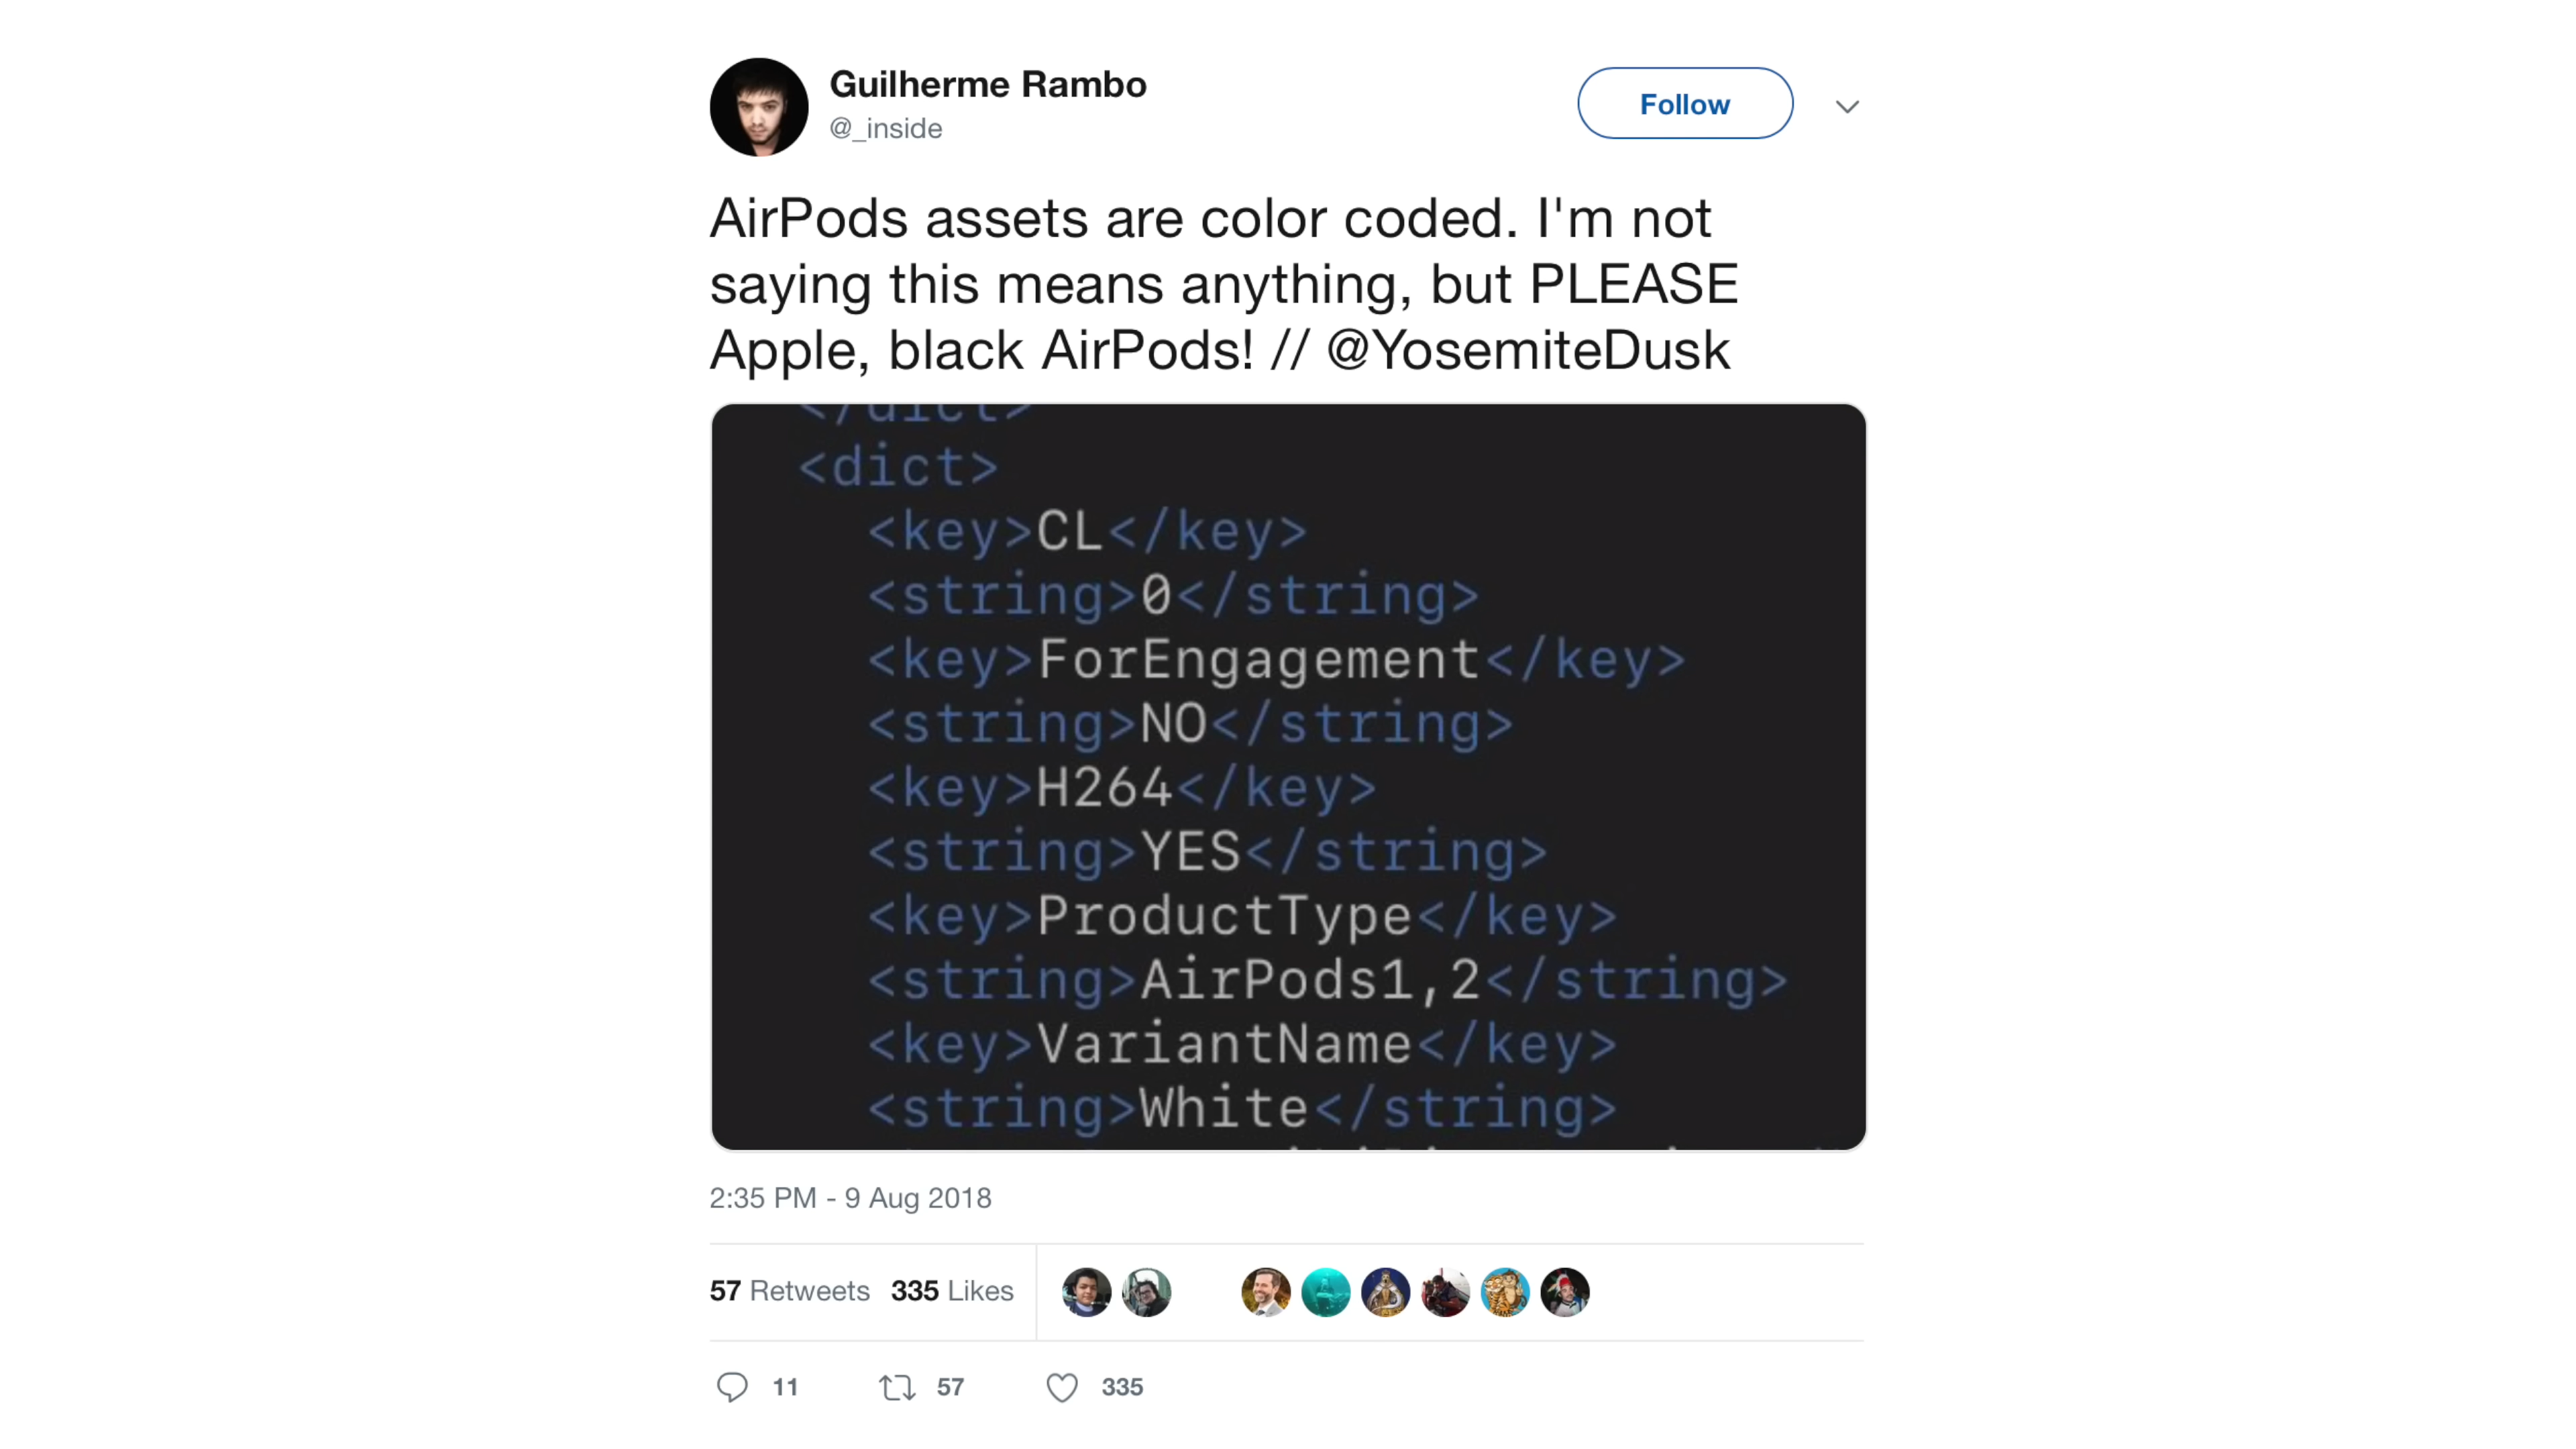 Guilherme Rambo
@_inside
Follow
AirPods assets are color coded. I'm not
saying this means anything, but PLEASE
Apple, black AirPods! // @YosemiteDusk
</dict>
<dict>
<key>CL</key>
<string>0</string>
<key>ForEngagement</key>
<string>NO</string>
<key>H264</key>
<string>YES</string>
<key>ProductType</key>
<string>AirPods1,2</string>
<key>VariantName</key>
<string>White</string>
2:35 PM - 9 Aug 2018
57 Retweets 335 Likes
11 57 335